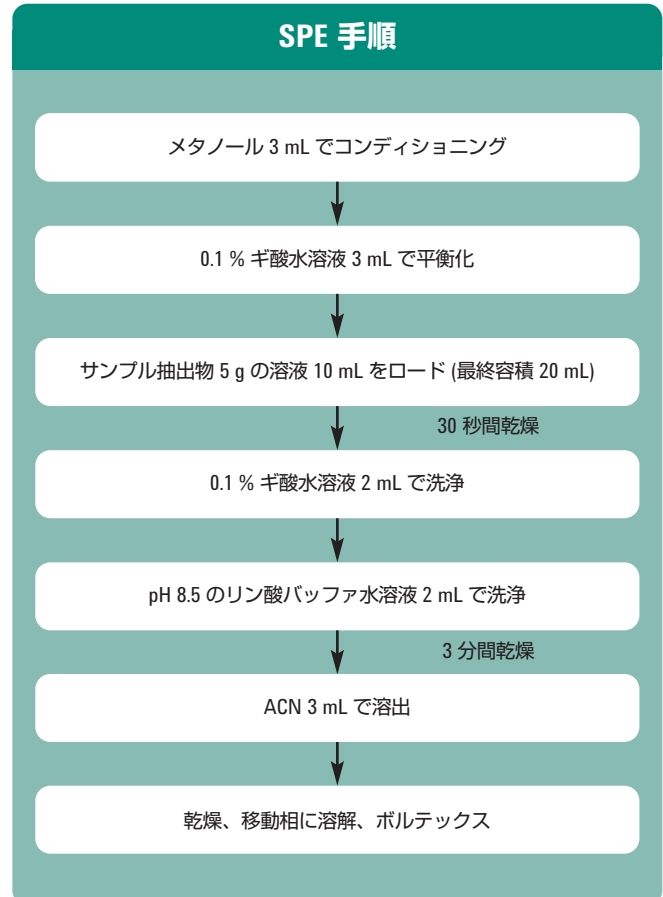 SPE 手順
メタノール 3 mL でコンディショニング
0.1 % ギ酸水溶液 3 mL で平衡化
サンプル抽出物 5 g の溶液 10 mL をロード (最終容積 20 mL)
30 秒間乾燥
0.1 % ギ酸水溶液 2 mL で洗浄
pH 8.5 のリン酸バッファ水溶液 2 mL で洗浄
3 分間乾燥
ACN 3 mL で溶出
乾燥、移動相に溶解、ボルテックス